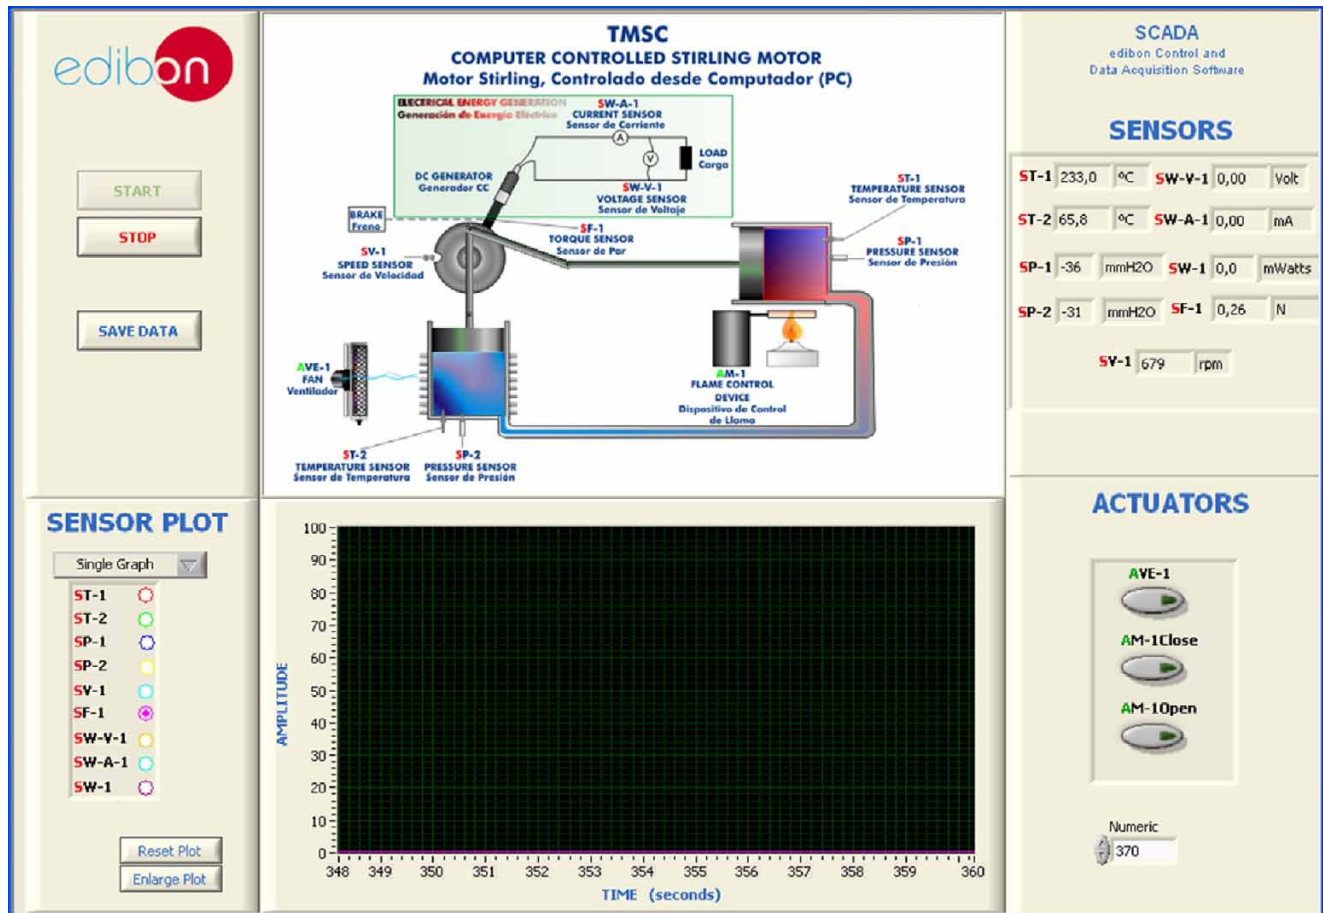 edibon
START
STOP
SAVE DATA
TMSC
COMPUTER CONTROLLED STIRLING MOTOR
Motor Stirling, Controlado desde Computador (PC)
ELECTRICAL ENERGY GENERATION
Generación de Energía Eléctrica
SW-A-1
CURRENT SENSOR
Sensor de Corriente
A
V
LOAD
Carga
DC GENERATOR
Generador CC
SW-V-1
VOLTAGE SENSOR
Sensor de Voltaje
BRAKE
Freno
SF-1
TORQUE SENSOR
Sensor de Par
SV-1
SPEED SENSOR
Sensor de Velocidad
ST-1
TEMPERATURE SENSOR
Sensor de Temperatura
SP-1
PRESSURE SENSOR
Sensor de Presión
AVE-1
FAN
Ventilador
AM-1
FLAME CONTROL
DEVICE
Dispositivo de Control
de Llama
ST-2
TEMPERATURE SENSOR
Sensor de Temperatura
SP-2
PRESSURE SENSOR
Sensor de Presión
SCADA
edibon Control and
Data Acquisition Software
SENSORS
ST-1 233,0 ºC SW-V-1 0,00 Volt
ST-2 65,8 ºC SW-A-1 0,00 mA
SP-1 -36 mmH2O SW-1 0,0 mWatts
SP-2 -31 mmH2O SF-1 0,26 N
SV-1 679 rpm
SENSOR PLOT
Single Graph
ST-1
ST-2
SP-1
SP-2
SV-1
SF-1
SW-V-1
SW-A-1
SW-1
Reset Plot
Enlarge Plot
AMPLITUDE
100
90
80
70
60
50
40
30
20
10
0
348 349 350 351 352 353 354 355 356 357 358 359 360
TIME (seconds)
ACTUATORS
AVE-1
AM-1Close
AM-1Open
Numeric
370